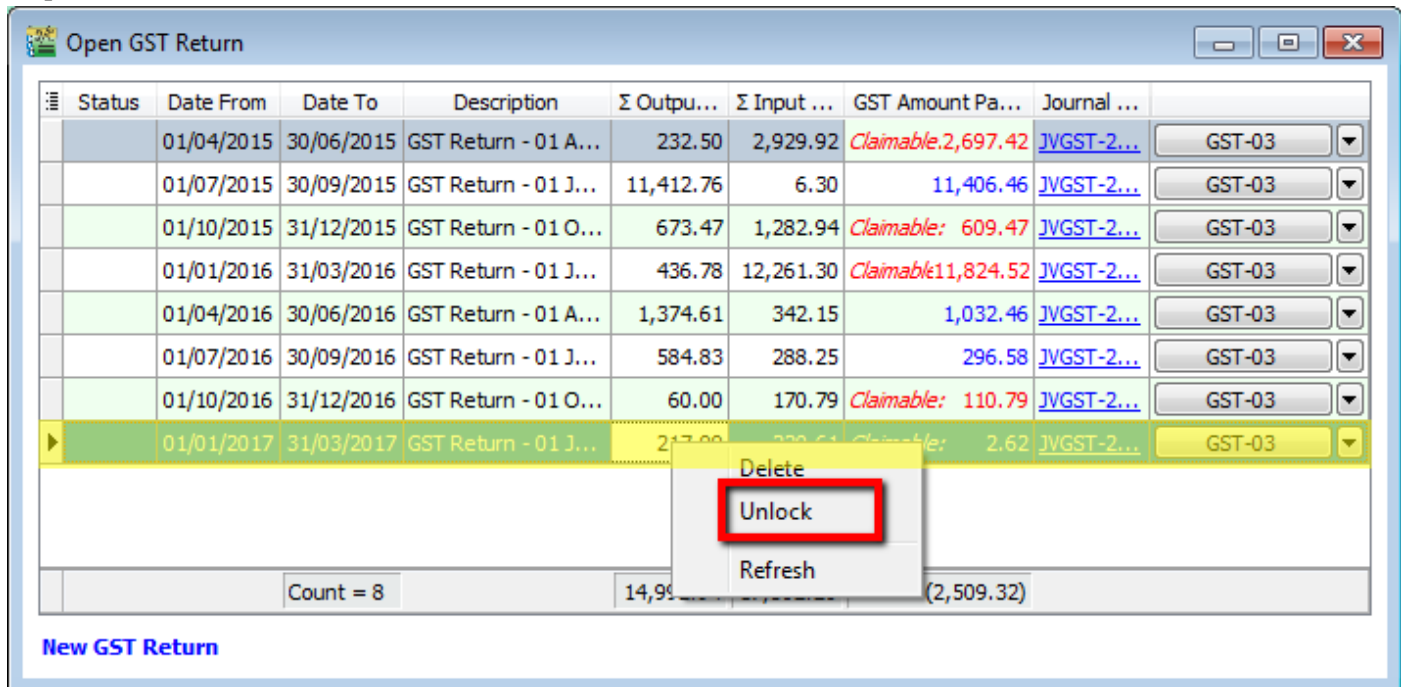 Open GST Return
Status Date From Date To Description Σ Outpu... Σ Input ... GST Amount Pa... Journal ...
01/04/2015 30/06/2015 GST Return - 01 A... 232.50 2,929.92 Claimable.2,697.42 JVGST-2... GST-03
01/07/2015 30/09/2015 GST Return - 01 J... 11,412.76 6.30 11,406.46 JVGST-2... GST-03
01/10/2015 31/12/2015 GST Return - 01 O... 673.47 1,282.94 Claimable: 609.47 JVGST-2... GST-03
01/01/2016 31/03/2016 GST Return - 01 J... 436.78 12,261.30 Claimable11,824.52 JVGST-2... GST-03
01/04/2016 30/06/2016 GST Return - 01 A... 1,374.61 342.15 1,032.46 JVGST-2... GST-03
01/07/2016 30/09/2016 GST Return - 01 J... 584.83 288.25 296.58 JVGST-2... GST-03
01/10/2016 31/12/2016 GST Return - 01 O... 60.00 170.79 Claimable: 110.79 JVGST-2... GST-03
01/01/2017 31/03/2017 GST Return - 01 J... 2.62 JVGST-2... GST-03
Delete
Unlock
Refresh
Count = 8 (2,509.32)
New GST Return